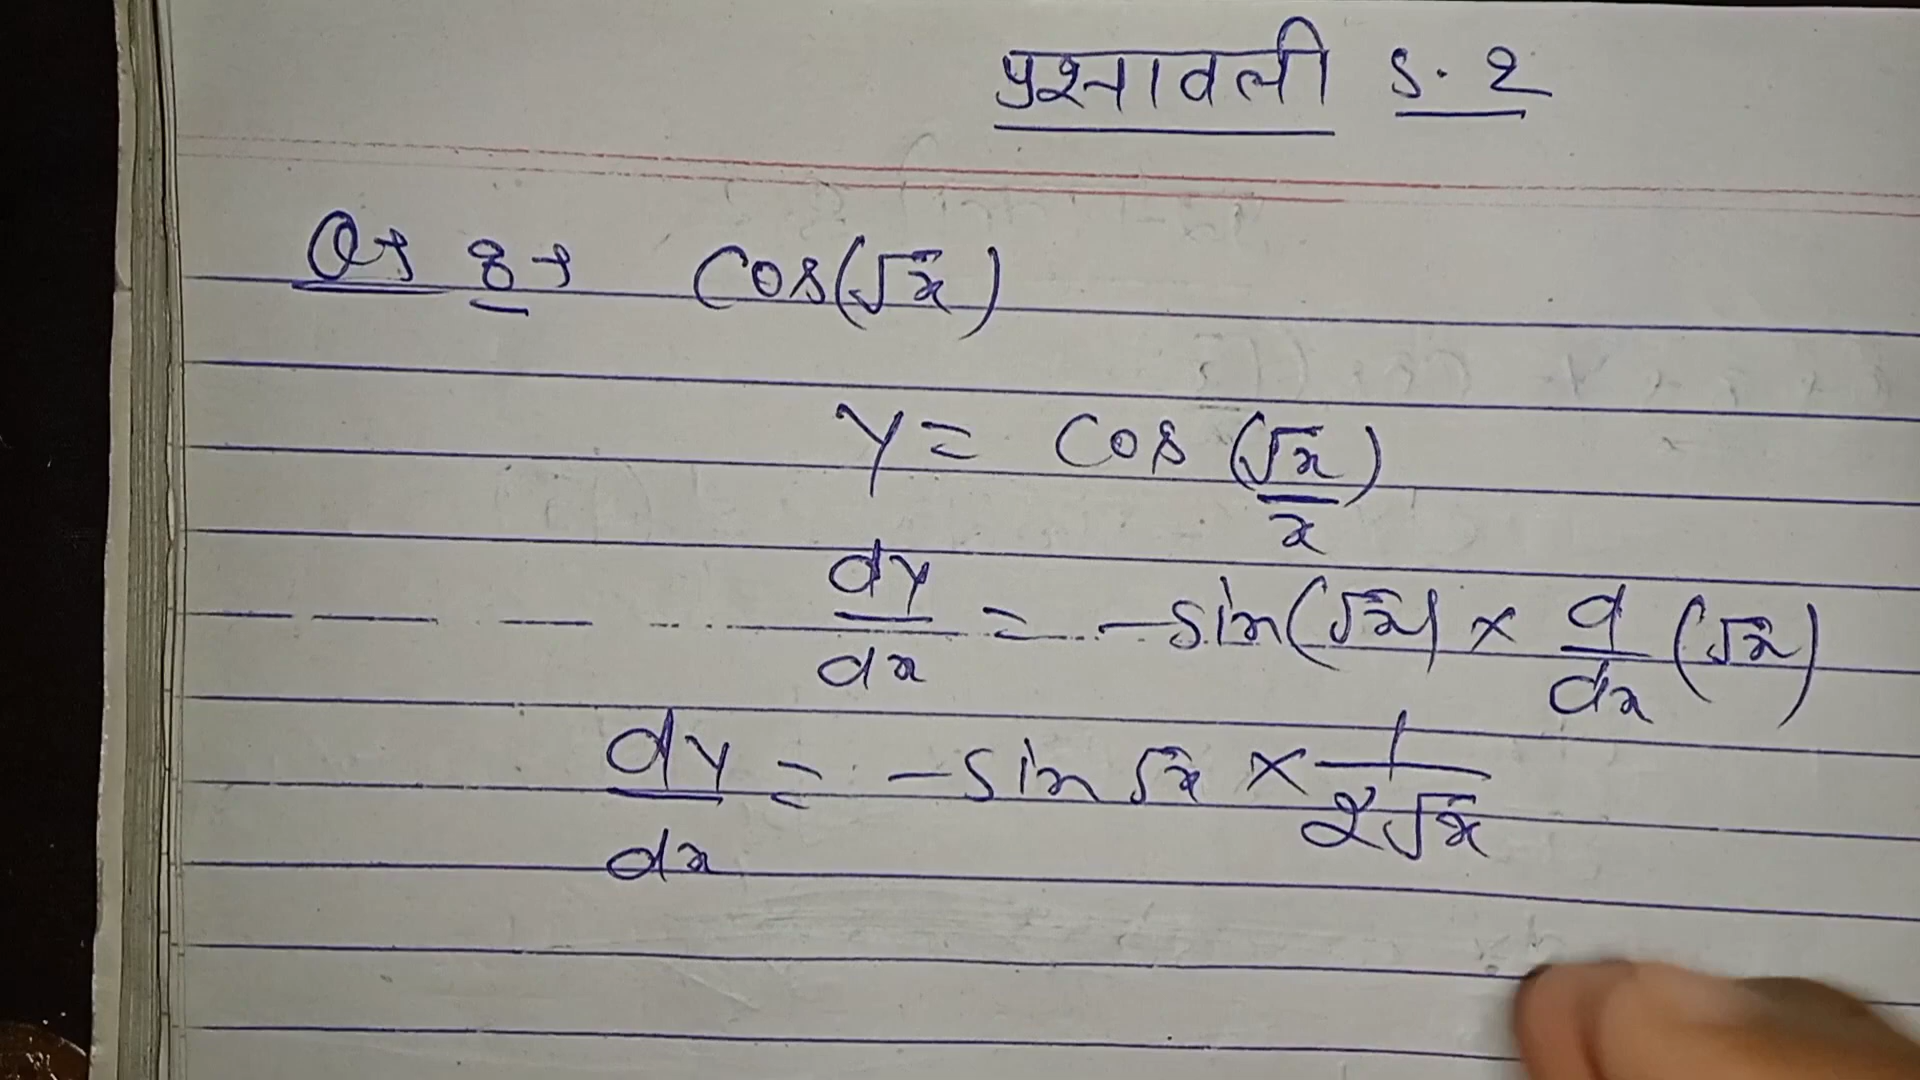 प्रश्नावली 5.2
Q→ 8→ Cos(√x)
Y = Cos (√x)
x
dy/dx = -sin(√x) × d/dx (√x)
dy/dx = -sin √x × 1/2√x